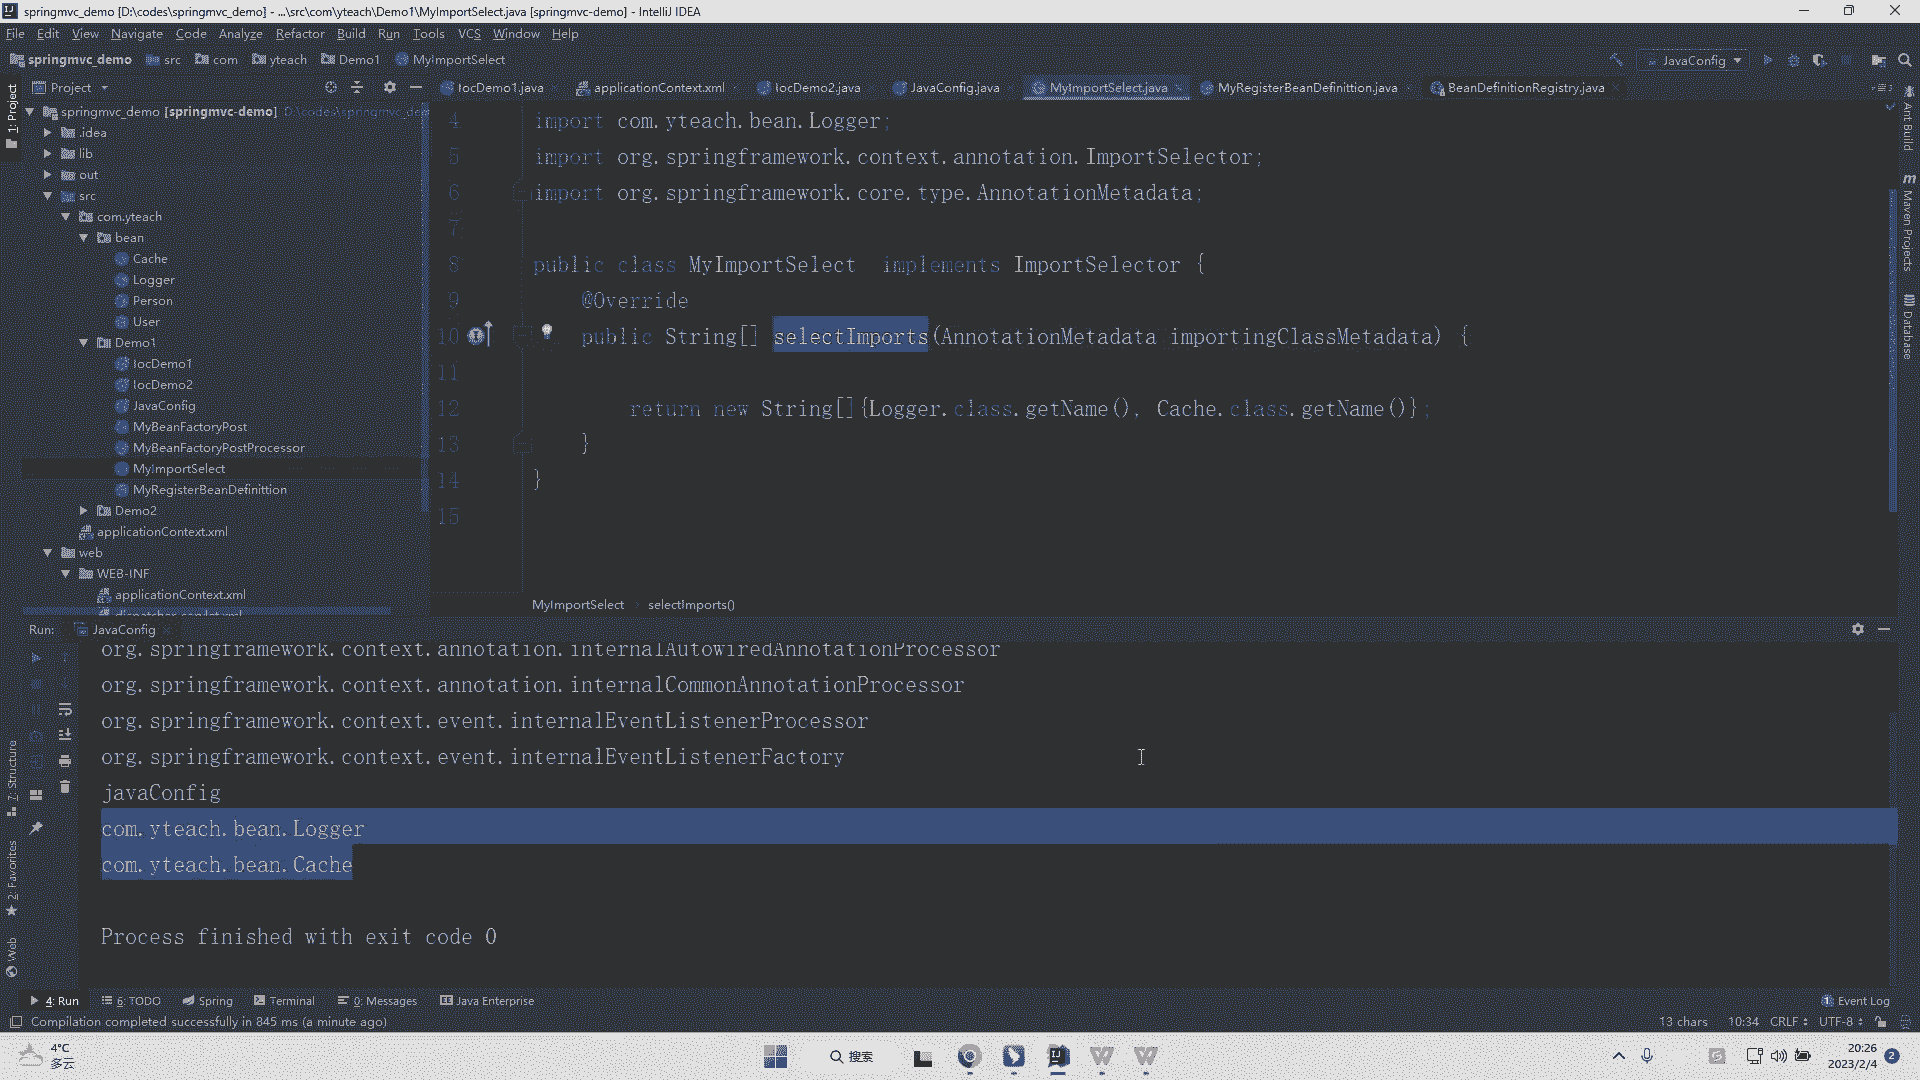 springmvc_demo [D:\codes\springmvc_demo] - ...\src\com\yteach\Demo1\MyImportSelect.java [springmvc-demo] - IntelliJ IDEA
File Edit View Navigate Code Analyze Refactor Build Run Tools VCS Window Help
springmvc_demo src com yteach Demo1 MyImportSelect
JavaConfig
Project
IocDemo1.java applicationContext.xml IocDemo2.java JavaConfig.java MyImportSelect.java MyRegisterBeanDefinittion.java BeanDefinitionRegistry.java
1: Project
springmvc_demo [springmvc-demo] D:\codes\springmvc_de
.idea
lib
out
src
com.yteach
bean
Cache
Logger
Person
User
Demo1
IocDemo1
IocDemo2
JavaConfig
MyBeanFactoryPost
MyBeanFactoryPostProcessor
MyImportSelect
MyRegisterBeanDefinittion
Demo2
applicationContext.xml
web
WEB-INF
applicationContext.xml
dispatcher-servlet.xml
4 import com.yteach.bean.Logger;
5 import org.springframework.context.annotation.ImportSelector;
6 import org.springframework.core.type.AnnotationMetadata;
7
8 public class MyImportSelect implements ImportSelector {
9 @Override
10 public String[] selectImports(AnnotationMetadata importingClassMetadata) {
11
12 return new String[]{Logger.class.getName(), Cache.class.getName()};
13 }
14 }
15
MyImportSelect selectImports()
Ant Build
Maven Projects
Database
Run: JavaConfig
org.springframework.context.annotation.internalAutowiredAnnotationProcessor
org.springframework.context.annotation.internalCommonAnnotationProcessor
org.springframework.context.event.internalEventListenerProcessor
org.springframework.context.event.internalEventListenerFactory
javaConfig
com.yteach.bean.Logger
com.yteach.bean.Cache
Process finished with exit code 0
7: Structure
2: Favorites
Web
4: Run 6: TODO Spring Terminal 0: Messages Java Enterprise
1 Event Log
Compilation completed successfully in 845 ms (a minute ago)
13 chars 10:34 CRLF UTF-8
4°C
多云
搜索
20:26
2023/2/4
2